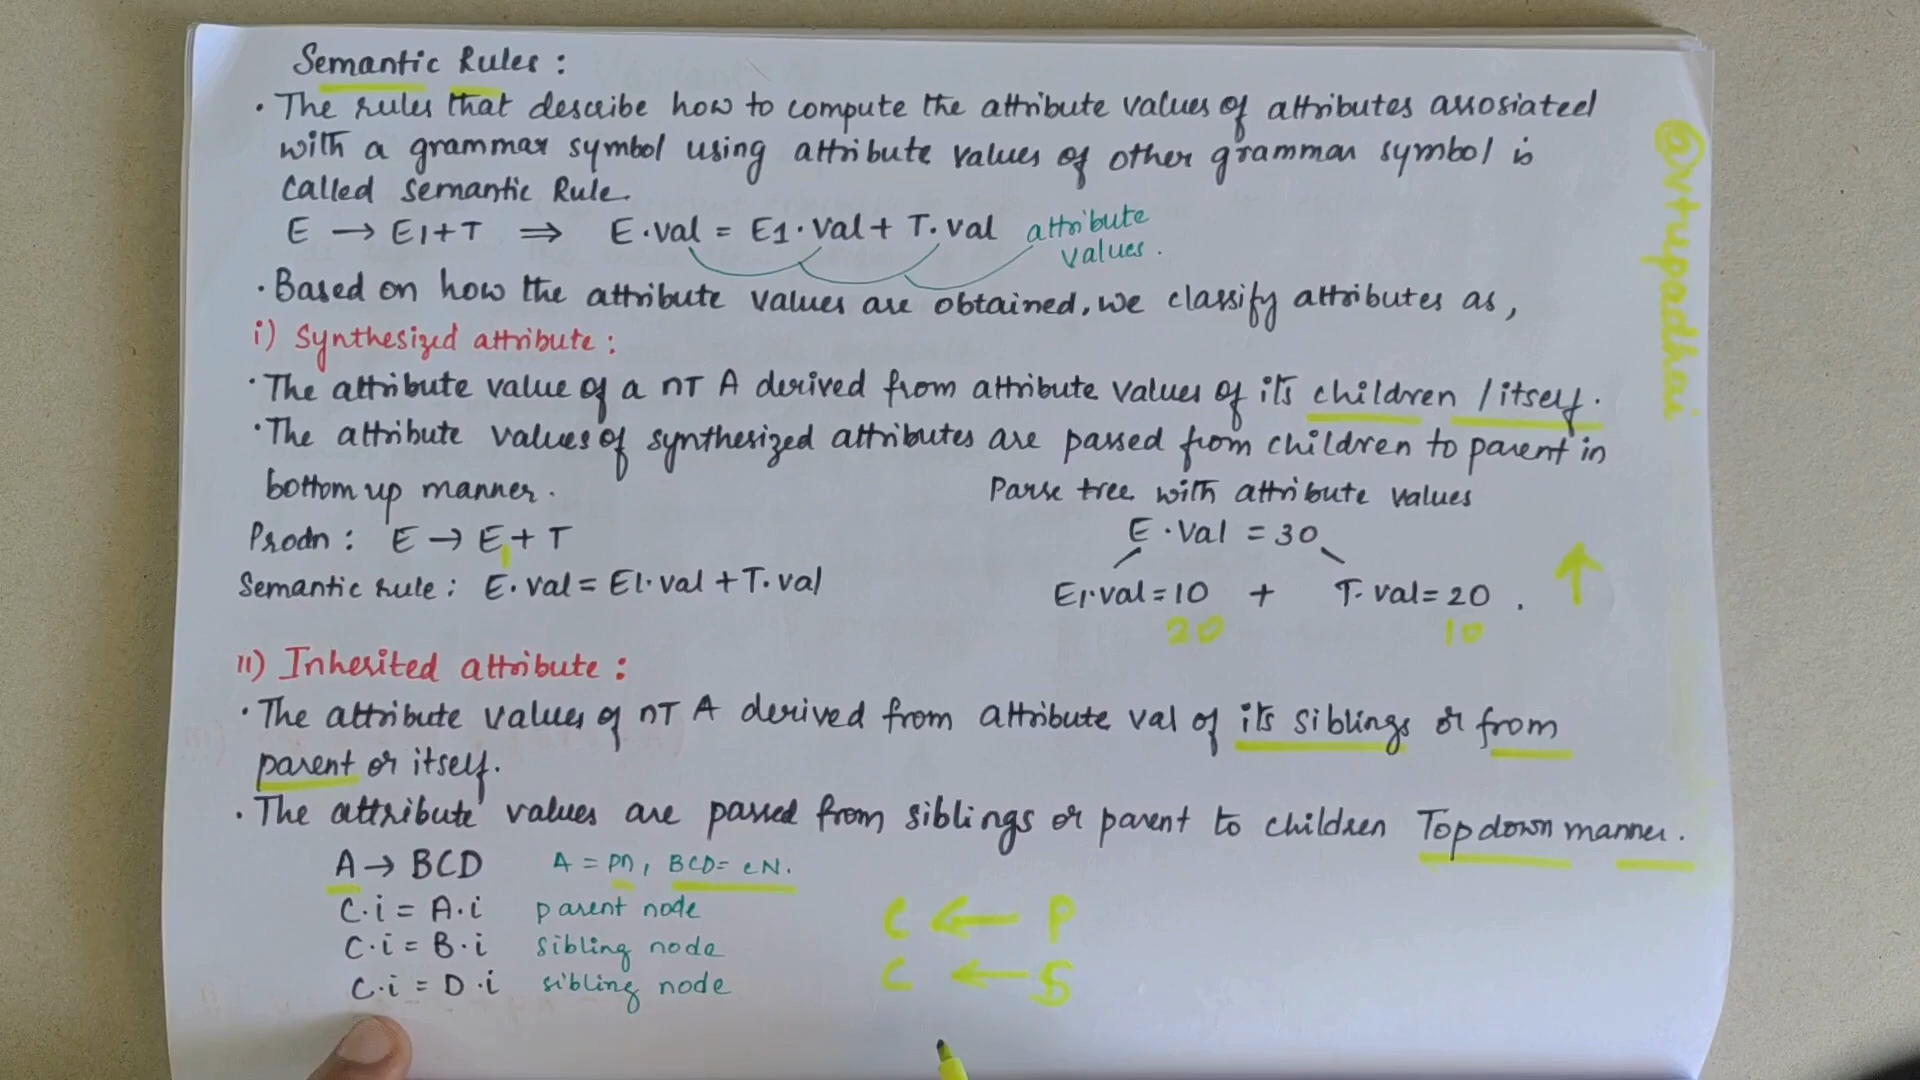 Semantic Rules :
· The rules that describe how to compute the attribute values of attributes assosiated
with a grammar symbol using attribute values of other grammar symbol is
called semantic Rule.
E → E1+T ⇒ E.val = E1.val + T.val attribute
values.
· Based on how the attribute values are obtained, we classify attributes as,
i) Synthesized attribute :
· The attribute value of a nT A derived from attribute values of its children / itself.
· The attribute values of synthesized attributes are passed from children to parent in
bottom up manner.
Parse tree with attribute values
Prodn : E → E1 + T
E.Val = 30
Semantic rule : E.val = E1.val + T.val
E1.val = 10 + T.val = 20 .
20 10
ii) Inherited attribute :
· The attribute values of nT A derived from attribute val of its siblings or from
parent or itself.
· The attribute values are passed from siblings or parent to children Top down manner.
A → BCD A = PN, BCD = CN.
C.i = A.i parent node C ← P
C.i = B.i sibling node
C.i = D.i sibling node C ← S
@vtupadhai